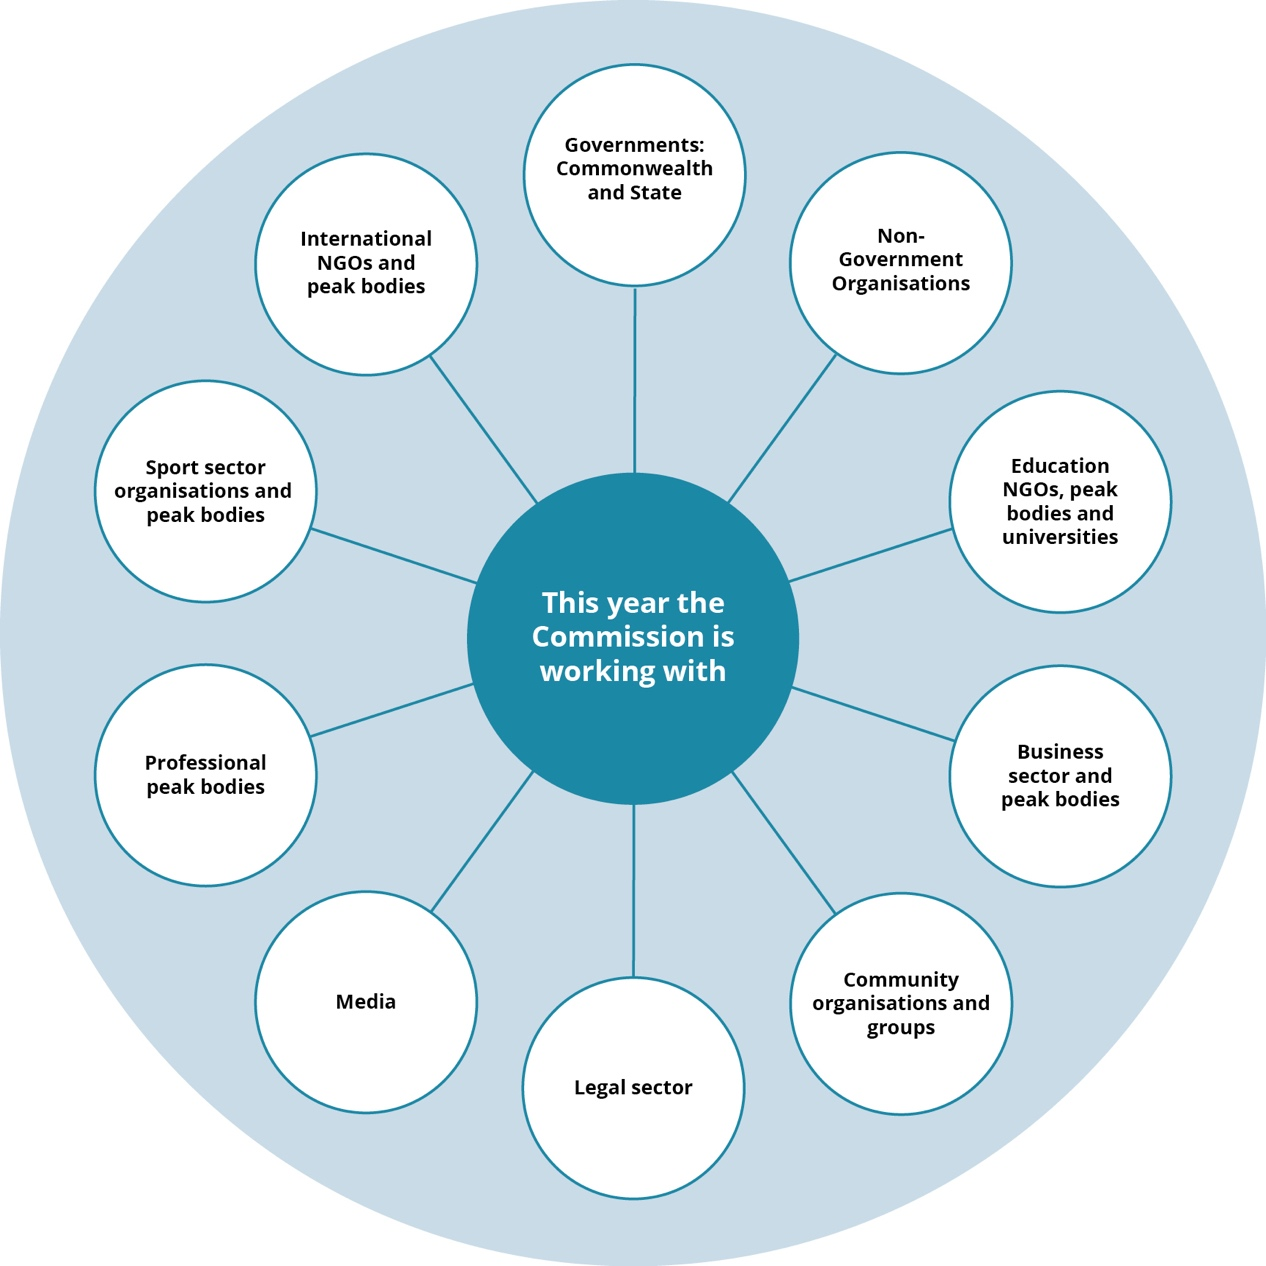 Governments:
Commonwealth
and State
Non-
Government
Organisations
Education
NGOs, peak
bodies and
universities
Business
sector and
peak bodies
Community
organisations and
groups
Legal sector
Media
Professional
peak bodies
Sport sector
organisations and
peak bodies
International
NGOs and
peak bodies
This year the
Commission is
working with